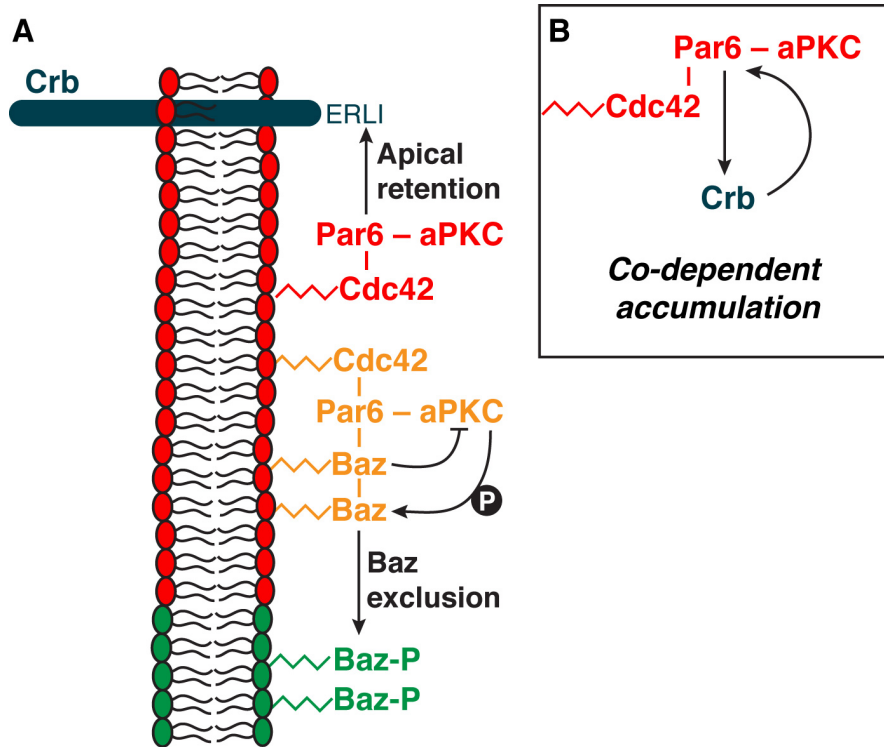 A
Crb
ERLI
Apical
retention
Par6 – aPKC
Cdc42
Cdc42
Par6 – aPKC
Baz
P
Baz
Baz
exclusion
Baz-P
Baz-P
B
Par6 – aPKC
Cdc42
Crb
Co-dependent
accumulation